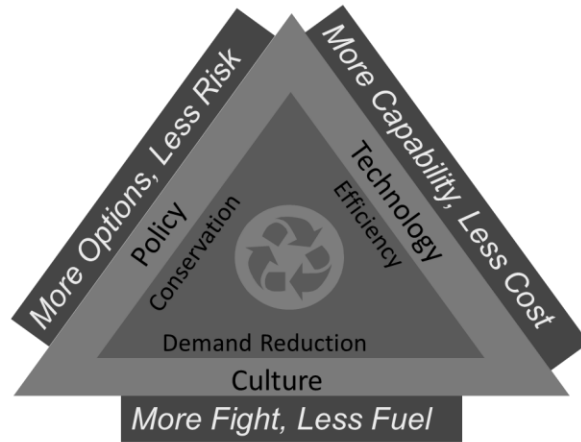 More Options, Less Risk
More Capability, Less Cost
Policy
Technology
Conservation
Efficiency
Demand Reduction
Culture
More Fight, Less Fuel